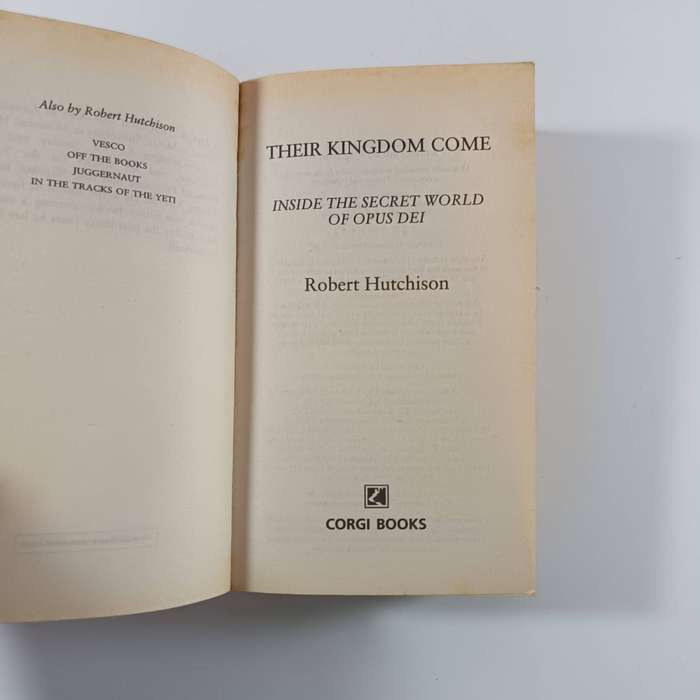 Also by Robert Hutchison
VESCO
OFF THE BOOKS
JUGGERNAUT
IN THE TRACKS OF THE YETI
THEIR KINGDOM COME
INSIDE THE SECRET WORLD
OF OPUS DEI
Robert Hutchison
CORGI BOOKS